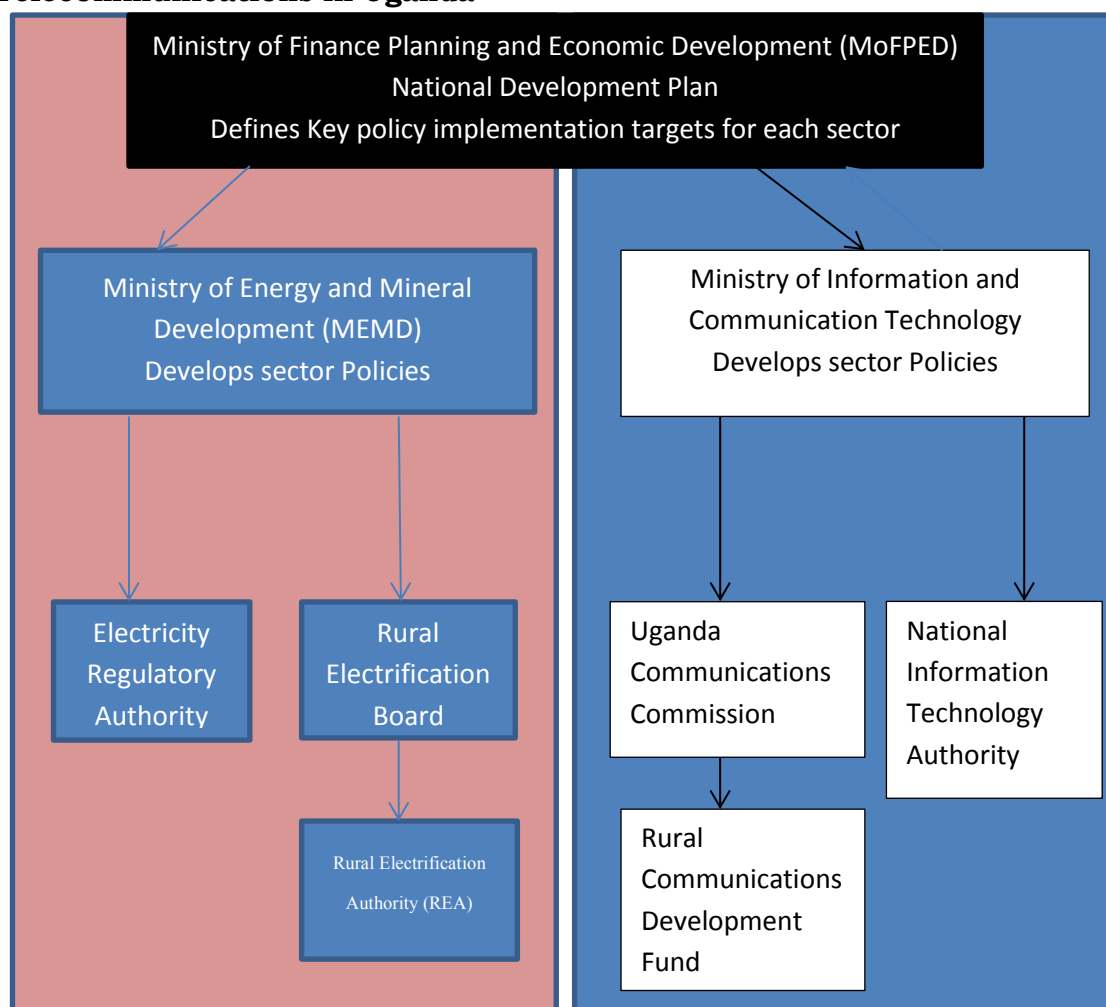 Telecommunications in Uganda
Ministry of Finance Planning and Economic Development (MoFPED)
National Development Plan
Defines Key policy implementation targets for each sector
Ministry of Energy and Mineral
Development (MEMD)
Develops sector Policies
Ministry of Information and
Communication Technology
Develops sector Policies
Electricity
Regulatory
Authority
Rural
Electrification
Board
Uganda
Communications
Commission
National
Information
Technology
Authority
Rural Electrification
Authority (REA)
Rural
Communications
Development
Fund